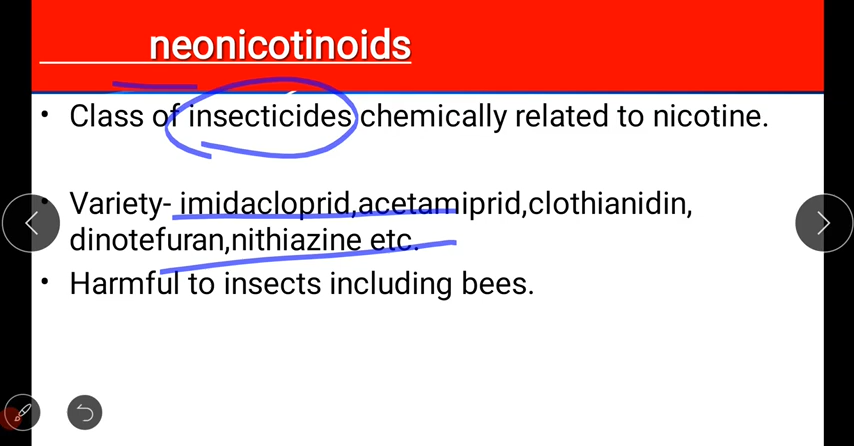 neonicotinoids
• Class of insecticides chemically related to nicotine.
• Variety- imidacloprid,acetamiprid,clothianidin,
dinotefuran,nithiazine etc.
• Harmful to insects including bees.